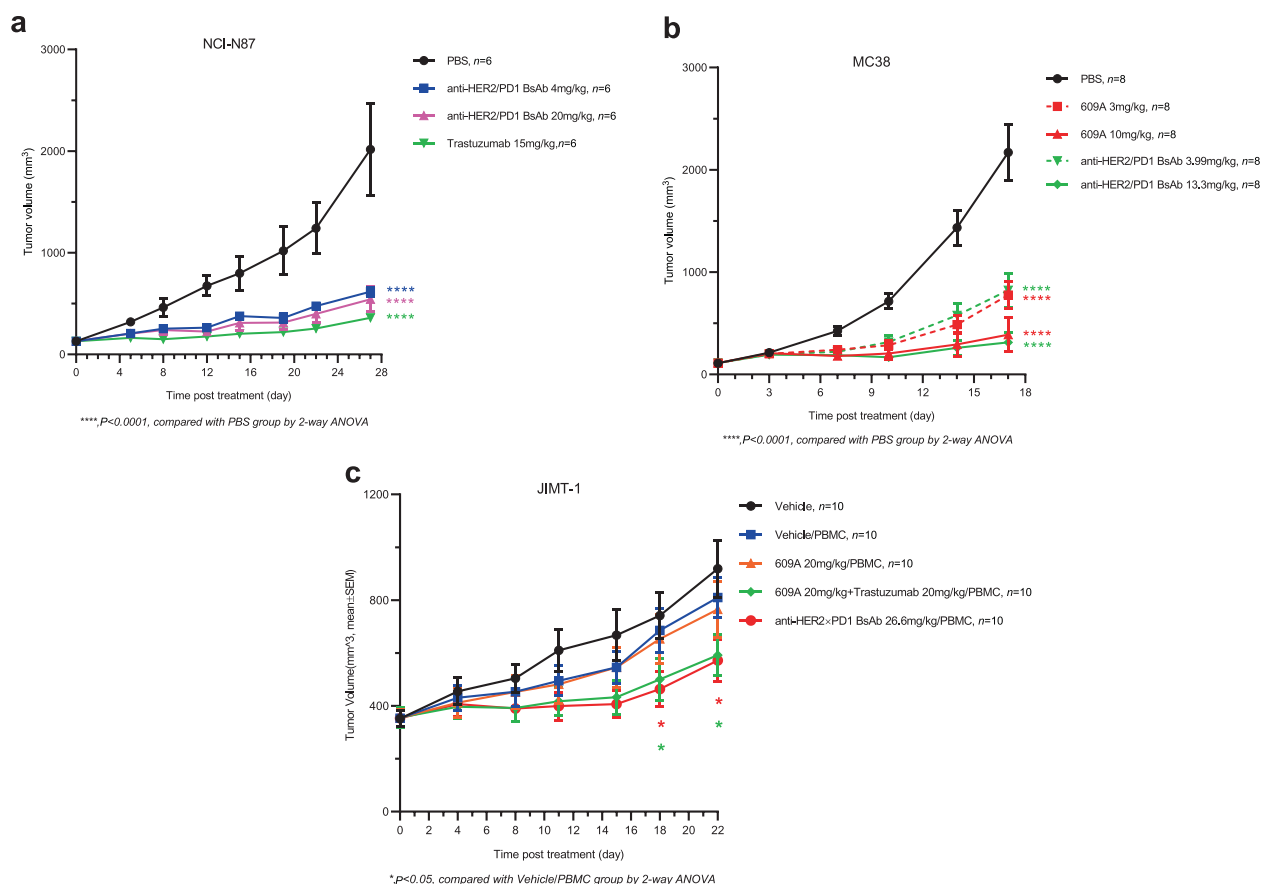 a
NCI-N87
3000
2000
1000
0
Tumor volume (mm³)
0 4 8 12 16 20 24 28
Time post treatment (day)
PBS, n=6
anti-HER2/PD1 BsAb 4mg/kg, n=6
anti-HER2/PD1 BsAb 20mg/kg, n=6
Trastuzumab 15mg/kg,n=6
****
****
****
****,P<0.0001, compared with PBS group by 2-way ANOVA
b
MC38
3000
2000
1000
0
Tumor volume (mm³)
0 3 6 9 12 15 18
Time post treatment (day)
PBS, n=8
609A 3mg/kg, n=8
609A 10mg/kg, n=8
anti-HER2/PD1 BsAb 3.99mg/kg, n=8
anti-HER2/PD1 BsAb 13.3mg/kg, n=8
****
****
****
****
****,P<0.0001, compared with PBS group by 2-way ANOVA
c
JIMT-1
1200
800
400
0
Tumor Volume(mm^3, mean±SEM)
0 2 4 6 8 10 12 14 16 18 20 22
Time post treatment (day)
Vehicle, n=10
Vehicle/PBMC, n=10
609A 20mg/kg/PBMC, n=10
609A 20mg/kg+Trastuzumab 20mg/kg/PBMC, n=10
anti-HER2×PD1 BsAb 26.6mg/kg/PBMC, n=10
* *
* *
*,P<0.05, compared with Vehicle/PBMC group by 2-way ANOVA